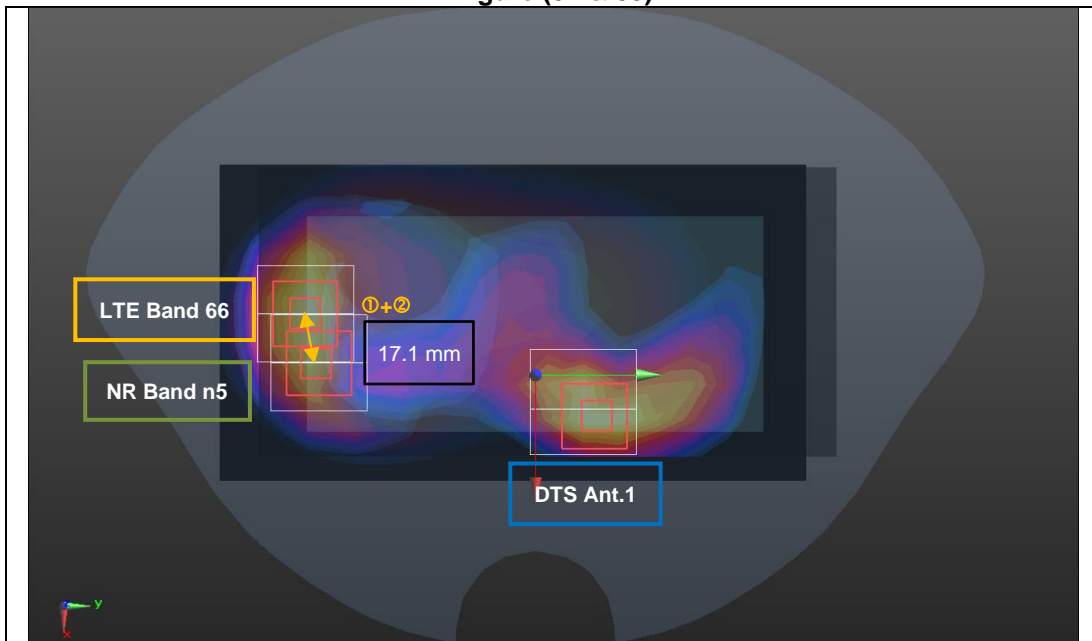 LTE Band 66
①+②
17.1 mm
NR Band n5
DTS Ant.1
y
x